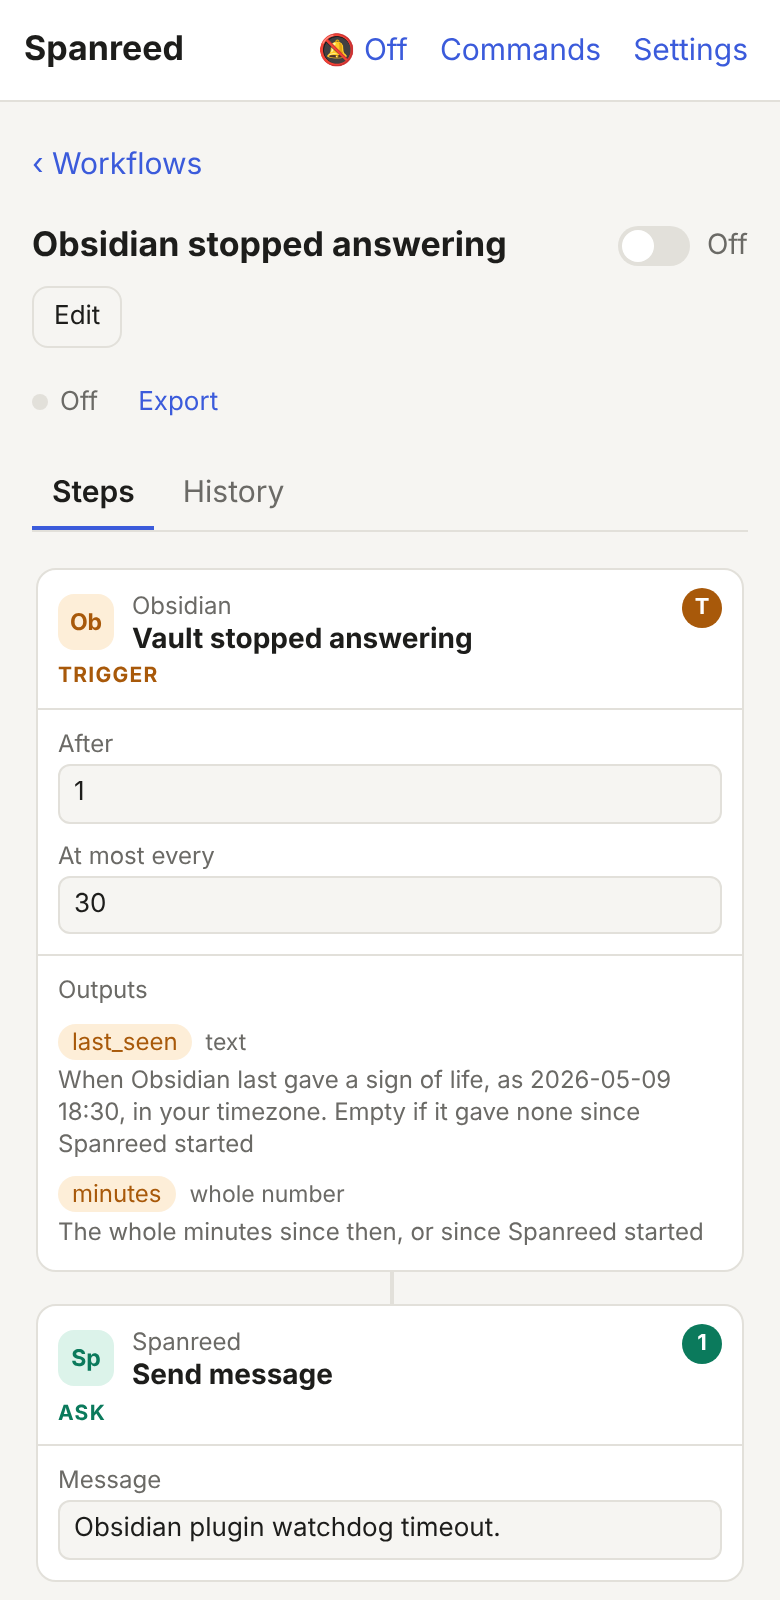 Spanreed
Off
Commands
Settings
‹ Workflows
Obsidian stopped answering
Off
Edit
Off
Export
Steps
History
Ob
Obsidian
T
Vault stopped answering
TRIGGER
After
1
At most every
30
Outputs
last_seen text
When Obsidian last gave a sign of life, as 2026-05-09
18:30, in your timezone. Empty if it gave none since
Spanreed started
minutes whole number
The whole minutes since then, or since Spanreed started
Sp
Spanreed
1
Send message
ASK
Message
Obsidian plugin watchdog timeout.